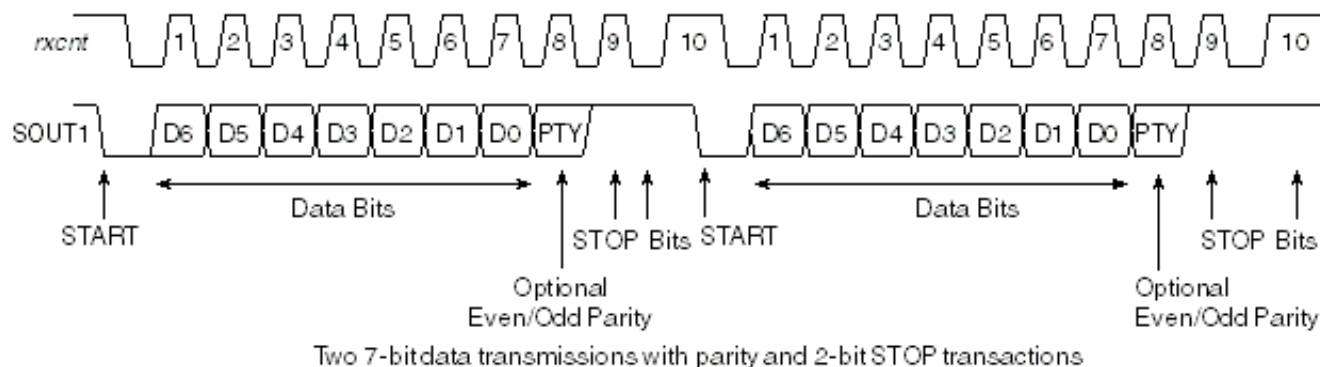 rxcnt 1 2 3 4 5 6 7 8 9 10 1 2 3 4 5 6 7 8 9 10
SOUT1 D6 D5 D4 D3 D2 D1 D0 PTY D6 D5 D4 D3 D2 D1 D0 PTY
Data Bits Data Bits
START STOP Bits START STOP Bits
Optional Optional
Even/Odd Parity Even/Odd Parity
Two 7-bit data transmissions with parity and 2-bit STOP transactions